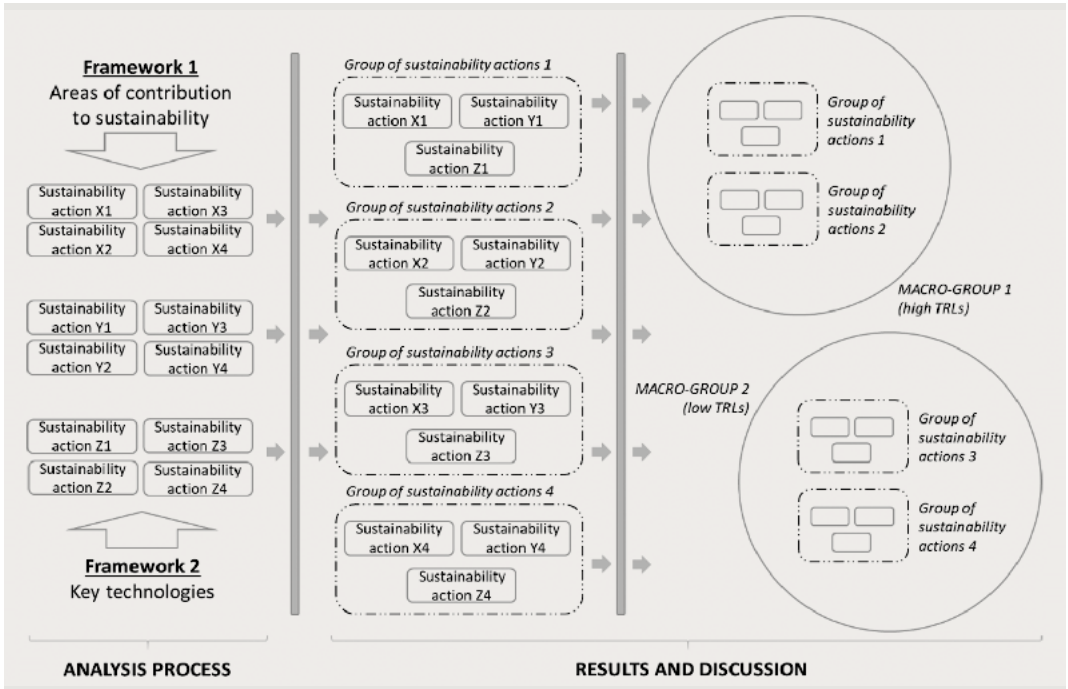 Framework 1
Areas of contribution
to sustainability
Sustainability
action X1
Sustainability
action X3
Sustainability
action X2
Sustainability
action X4
Sustainability
action Y1
Sustainability
action Y3
Sustainability
action Y2
Sustainability
action Y4
Sustainability
action Z1
Sustainability
action Z3
Sustainability
action Z2
Sustainability
action Z4
Framework 2
Key technologies
ANALYSIS PROCESS
Group of sustainability actions 1
Sustainability
action X1
Sustainability
action Y1
Sustainability
action Z1
Group of sustainability actions 2
Sustainability
action X2
Sustainability
action Y2
Sustainability
action Z2
Group of sustainability actions 3
Sustainability
action X3
Sustainability
action Y3
Sustainability
action Z3
Group of sustainability actions 4
Sustainability
action X4
Sustainability
action Y4
Sustainability
action Z4
Group of
sustainability
actions 1
Group of
sustainability
actions 2
MACRO-GROUP 1
(high TRLs)
MACRO-GROUP 2
(low TRLs)
Group of
sustainability
actions 3
Group of
sustainability
actions 4
RESULTS AND DISCUSSION